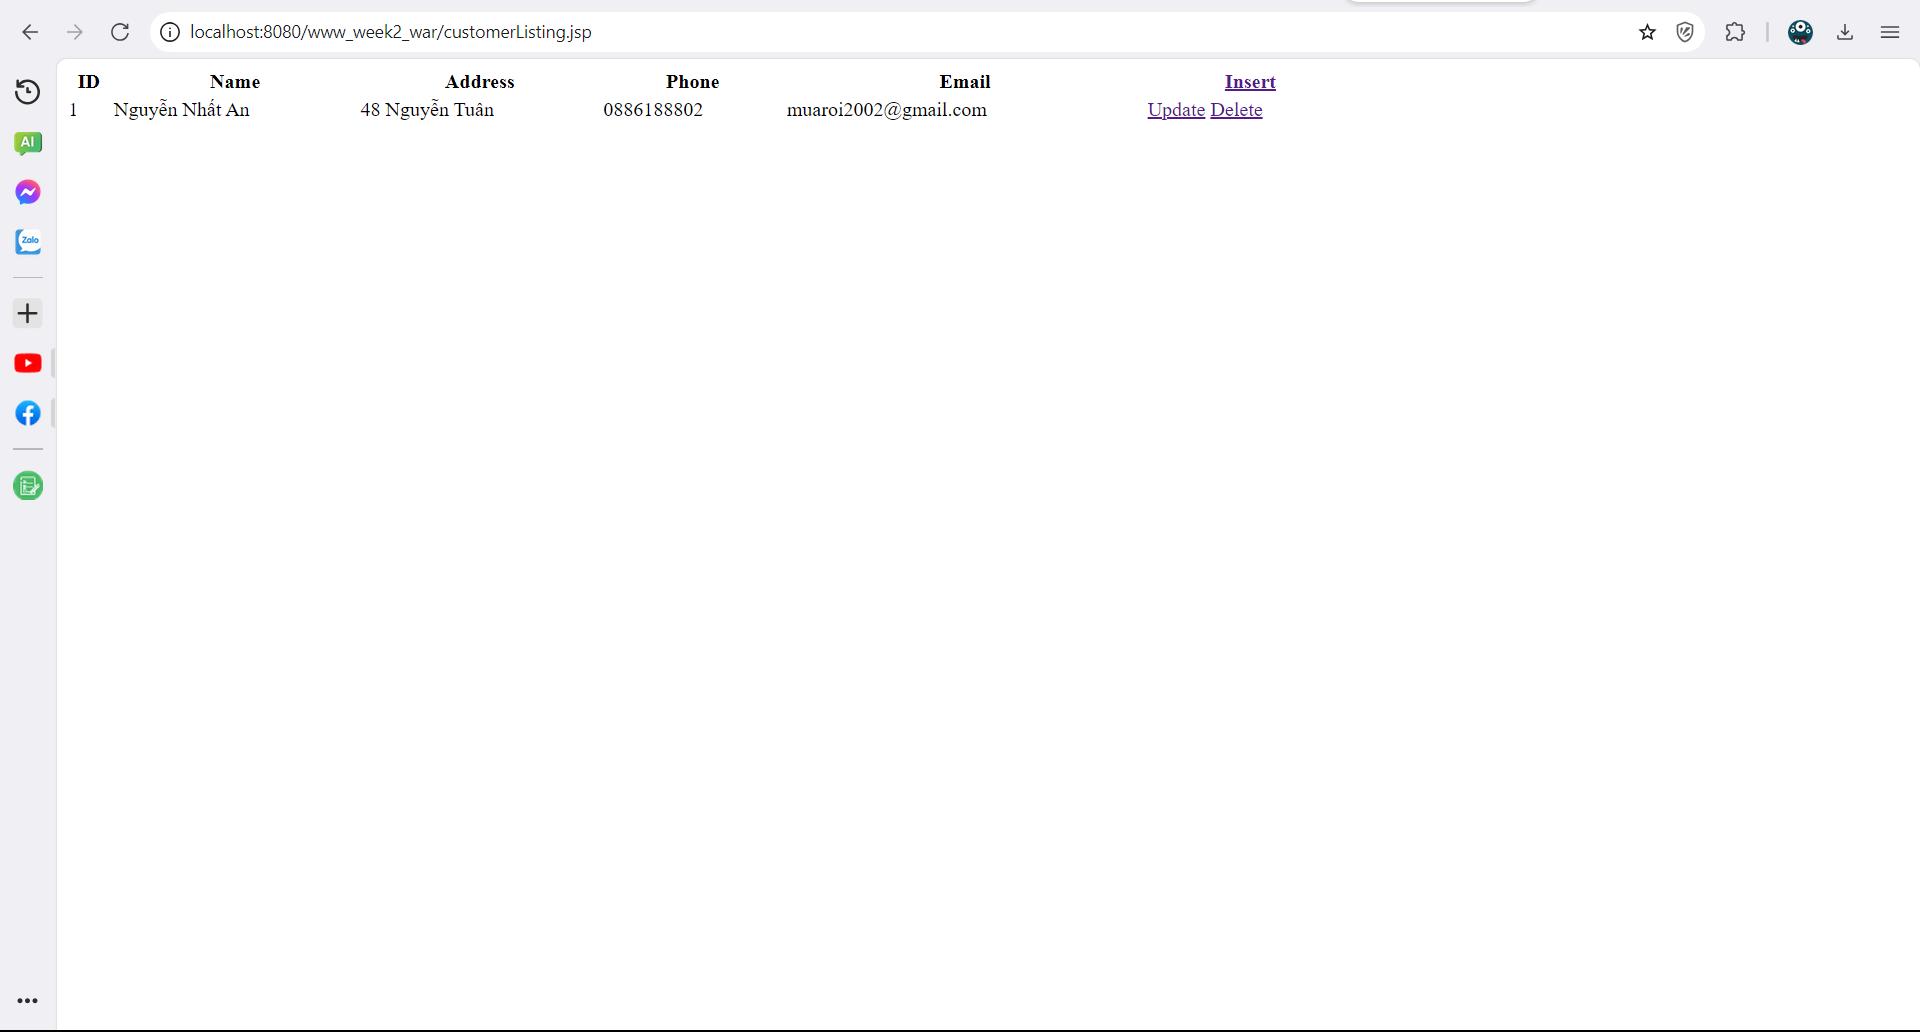 localhost:8080/www_week2_war/customerListing.jsp
ID Name Address Phone Email Insert
1 Nguyễn Nhất An 48 Nguyễn Tuân 0886188802 muaroi2002@gmail.com Update Delete
AI
Zalo